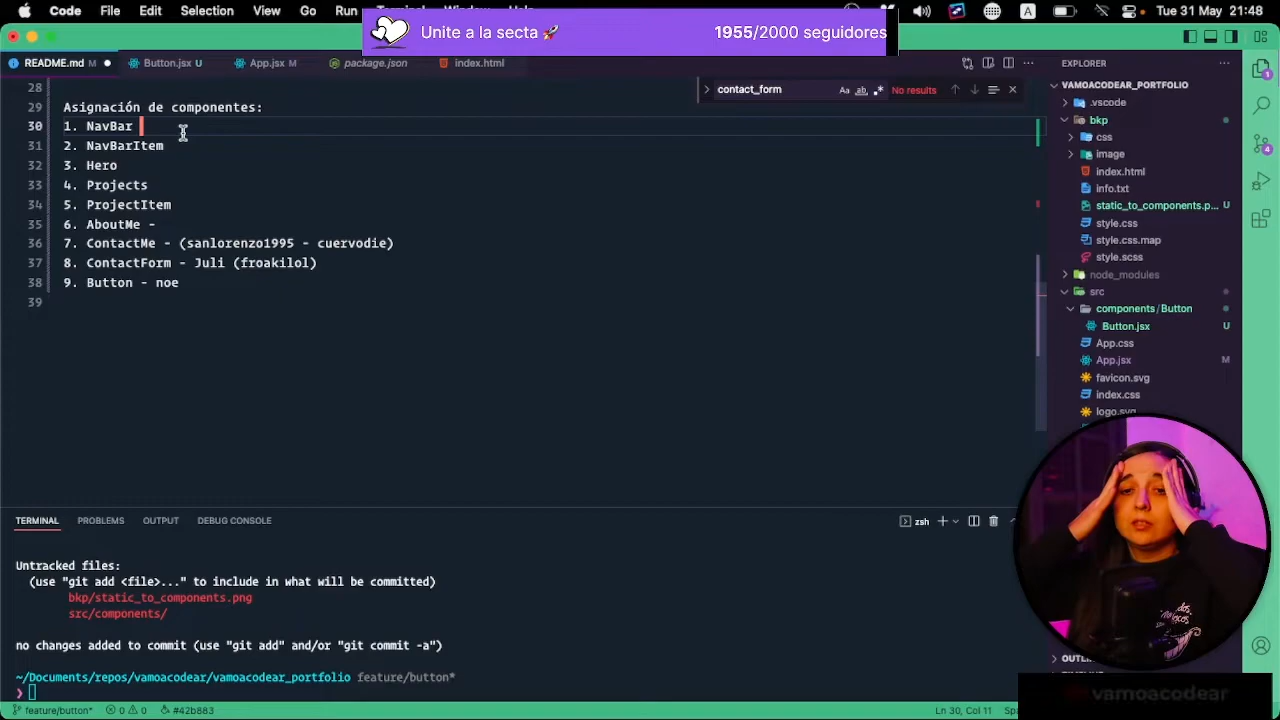 Code
File
Edit
Selection
View
Go
Run
Tue 31 May 21:48
Unite a la secta 🚀
1955/2000 seguidores
README.md M
Button.jsx U
App.jsx M
package.json
index.html
EXPLORER
contact_form
Aa
ab
No results
28
29 Asignación de componentes:
30 1. NavBar
31 2. NavBarItem
32 3. Hero
33 4. Projects
34 5. ProjectItem
35 6. AboutMe -
36 7. ContactMe - (sanlorenzo1995 - cuervodie)
37 8. ContactForm - Juli (froakilol)
38 9. Button - noe
39
VAMOACODEAR_PORTFOLIO
.vscode
bkp
css
image
index.html
info.txt
static_to_components.p... U
style.css
style.css.map
style.scss
node_modules
src
components / Button
Button.jsx U
App.css
App.jsx M
favicon.svg
index.css
logo.svg
1
4
TERMINAL
PROBLEMS
OUTPUT
DEBUG CONSOLE
zsh
Untracked files:
(use "git add <file>..." to include in what will be committed)
bkp/static_to_components.png
src/components/
no changes added to commit (use "git add" and/or "git commit -a")
~/Documents/repos/vamoacodear/vamoacodear_portfolio feature/button*
❯
vamoacodear
feature/button*
0
0
#42b883
Ln 30, Col 11